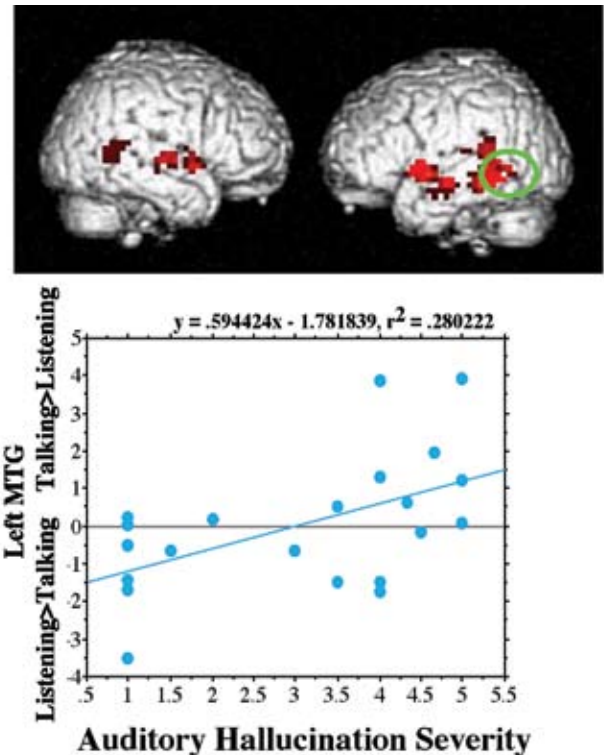 y = .594424x - 1.781839, r² = .280222
Left MTG
Listening>Talking Talking>Listening
5
4
3
2
1
0
-1
-2
-3
-4
.5 1 1.5 2 2.5 3 3.5 4 4.5 5 5.5
Auditory Hallucination Severity